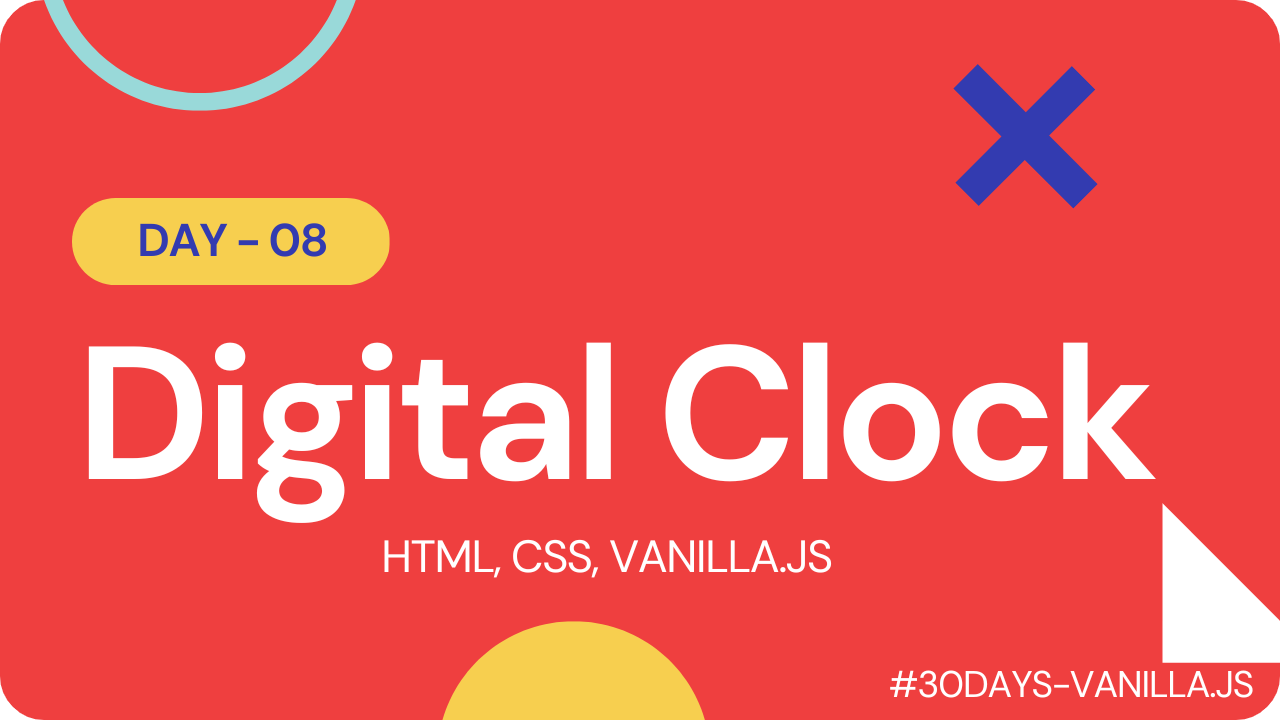 DAY - 08
Digital Clock
HTML, CSS, VANILLA.JS
#30DAYS-VANILLA.JS